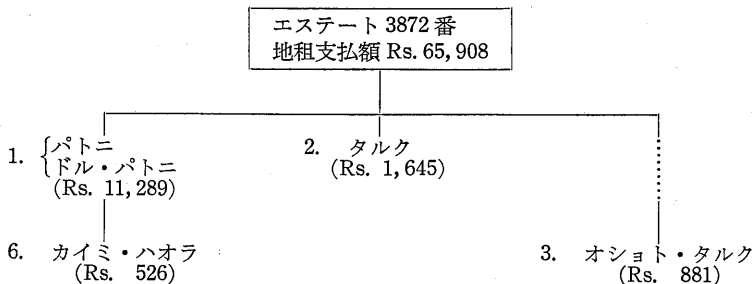 エステート 3872 番
地租支払額 Rs. 65,908
1. パトニ
ドル・パトニ
(Rs. 11,289)
2. タルク
(Rs. 1,645)
6. カイミ・ハオラ
(Rs. 526)
3. オショト・タルク
(Rs. 881)